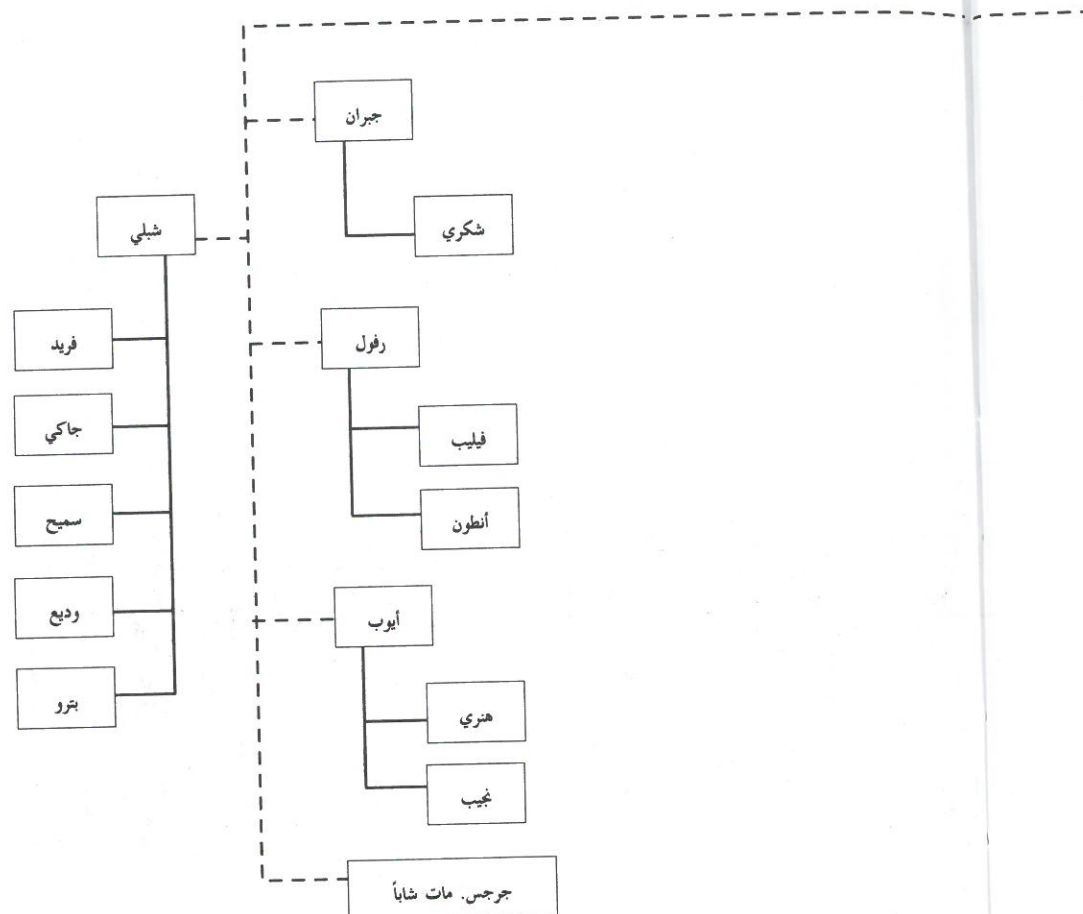 جبران
شكري
شبلي
فريد
جاكي
سميح
وديع
بترو
رفول
فيليب
أنطون
أيوب
هنري
نجيب
جرجس. مات شاباً